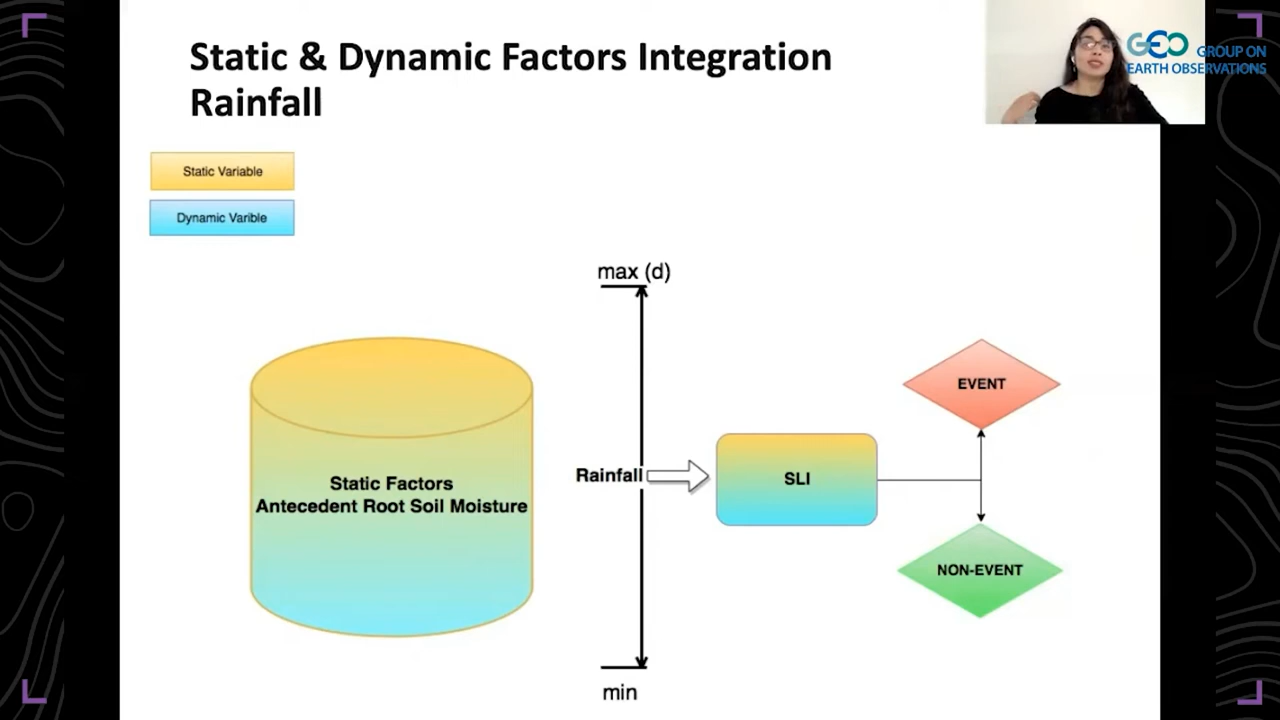 Static & Dynamic Factors Integration
Rainfall
GEO GROUP ON
EARTH OBSERVATIONS
Static Variable
Dynamic Varible
max (d)
Static Factors
Antecedent Root Soil Moisture
Rainfall
SLI
EVENT
NON-EVENT
min